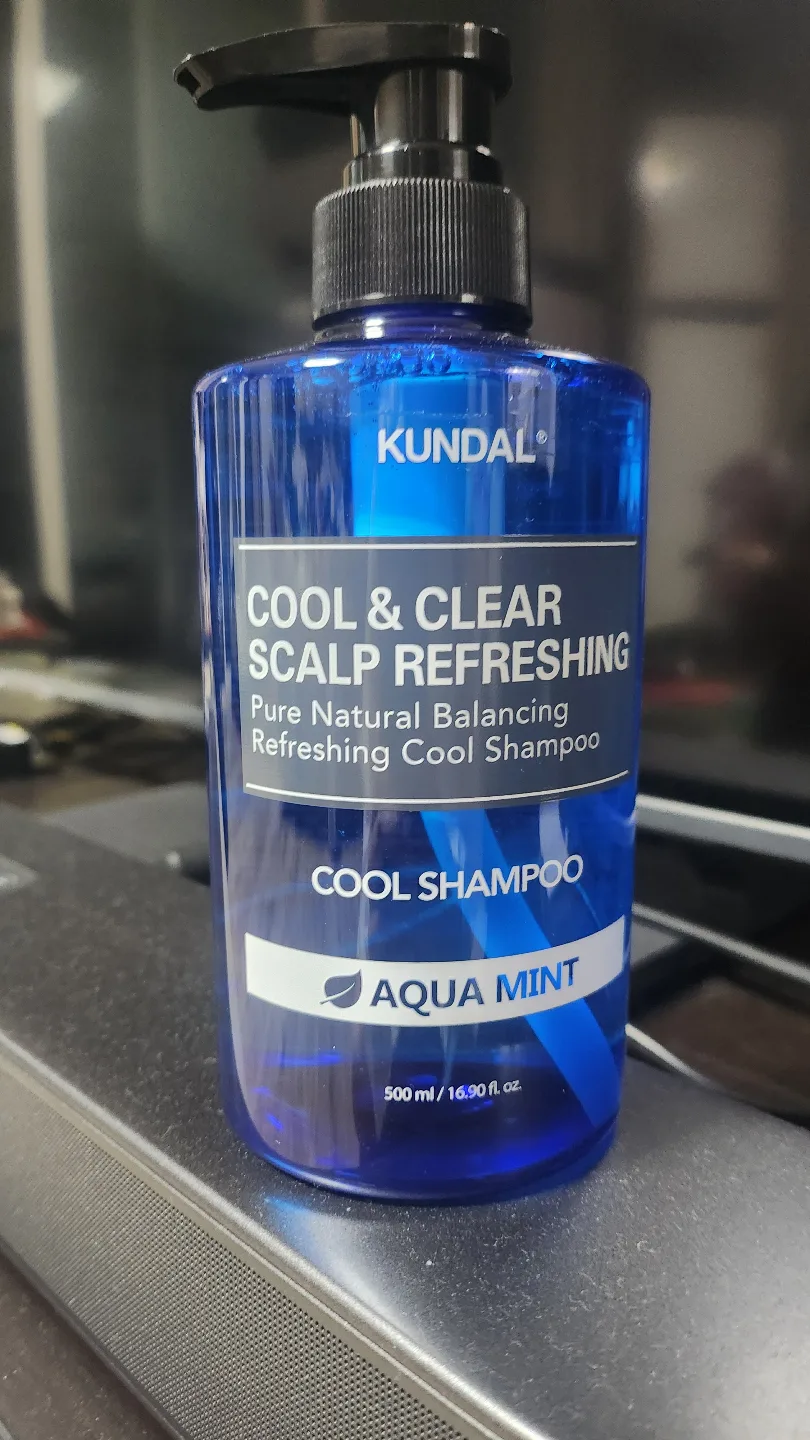 KUNDAL®
COOL & CLEAR
SCALP REFRESHING
Pure Natural Balancing
Refreshing Cool Shampoo
COOL SHAMPOO
AQUA MINT
500 ml / 16.90 fl. oz.